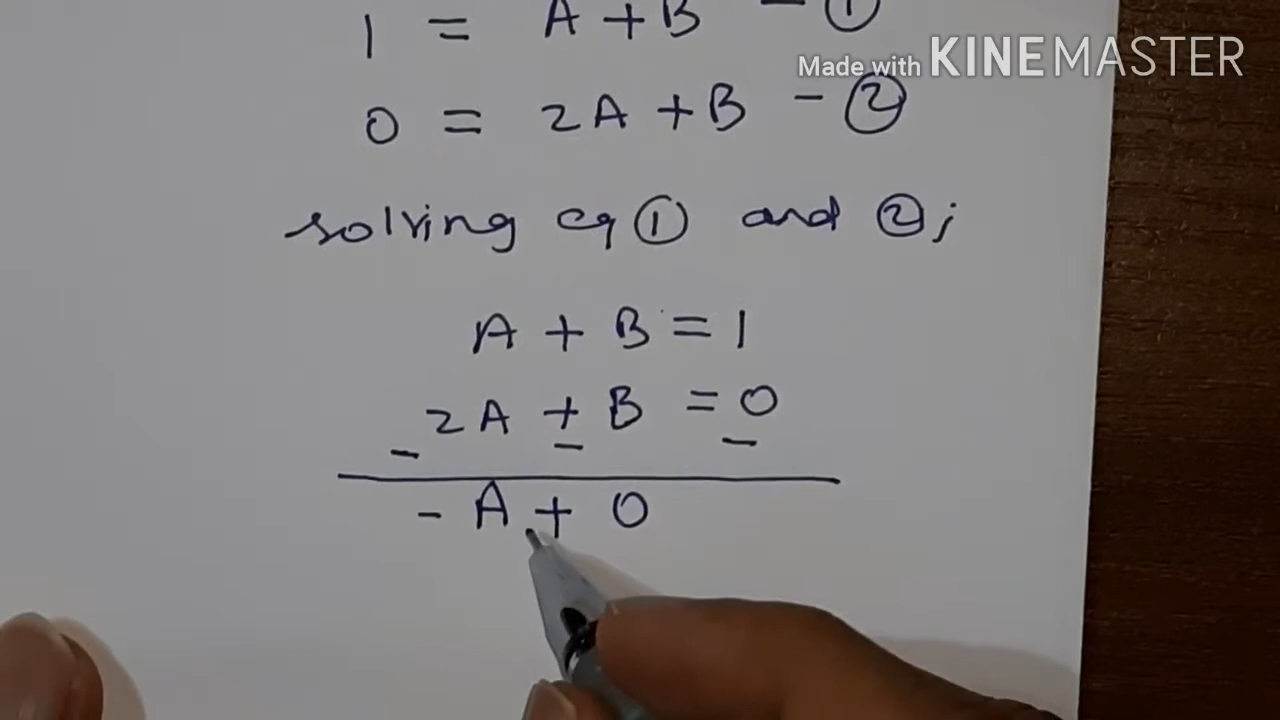 1 = A + B - ①
Made with KINEMASTER
0 = 2A + B - ②
solving eq ① and ②;
A + B = 1
2A + B = 0
- - -
- A + 0